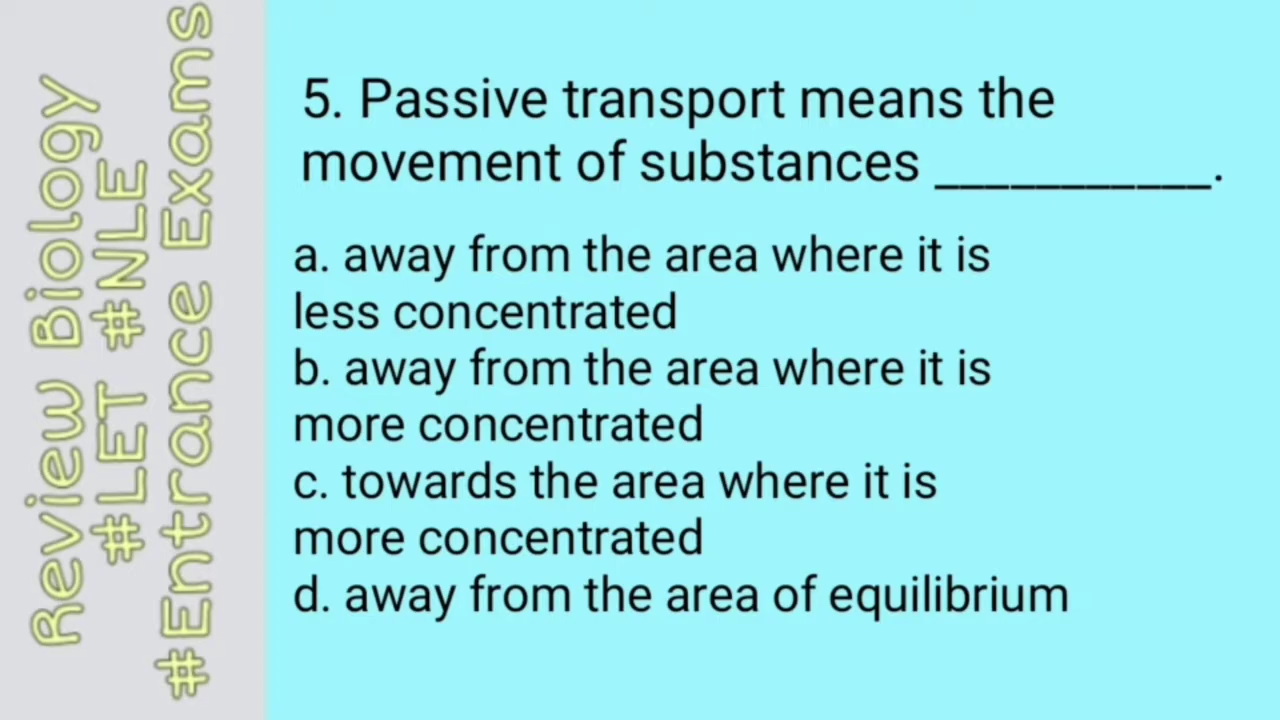 Review Biology
#LET #NLE
#Entrance Exams
5. Passive transport means the
movement of substances ___________.
a. away from the area where it is
less concentrated
b. away from the area where it is
more concentrated
c. towards the area where it is
more concentrated
d. away from the area of equilibrium